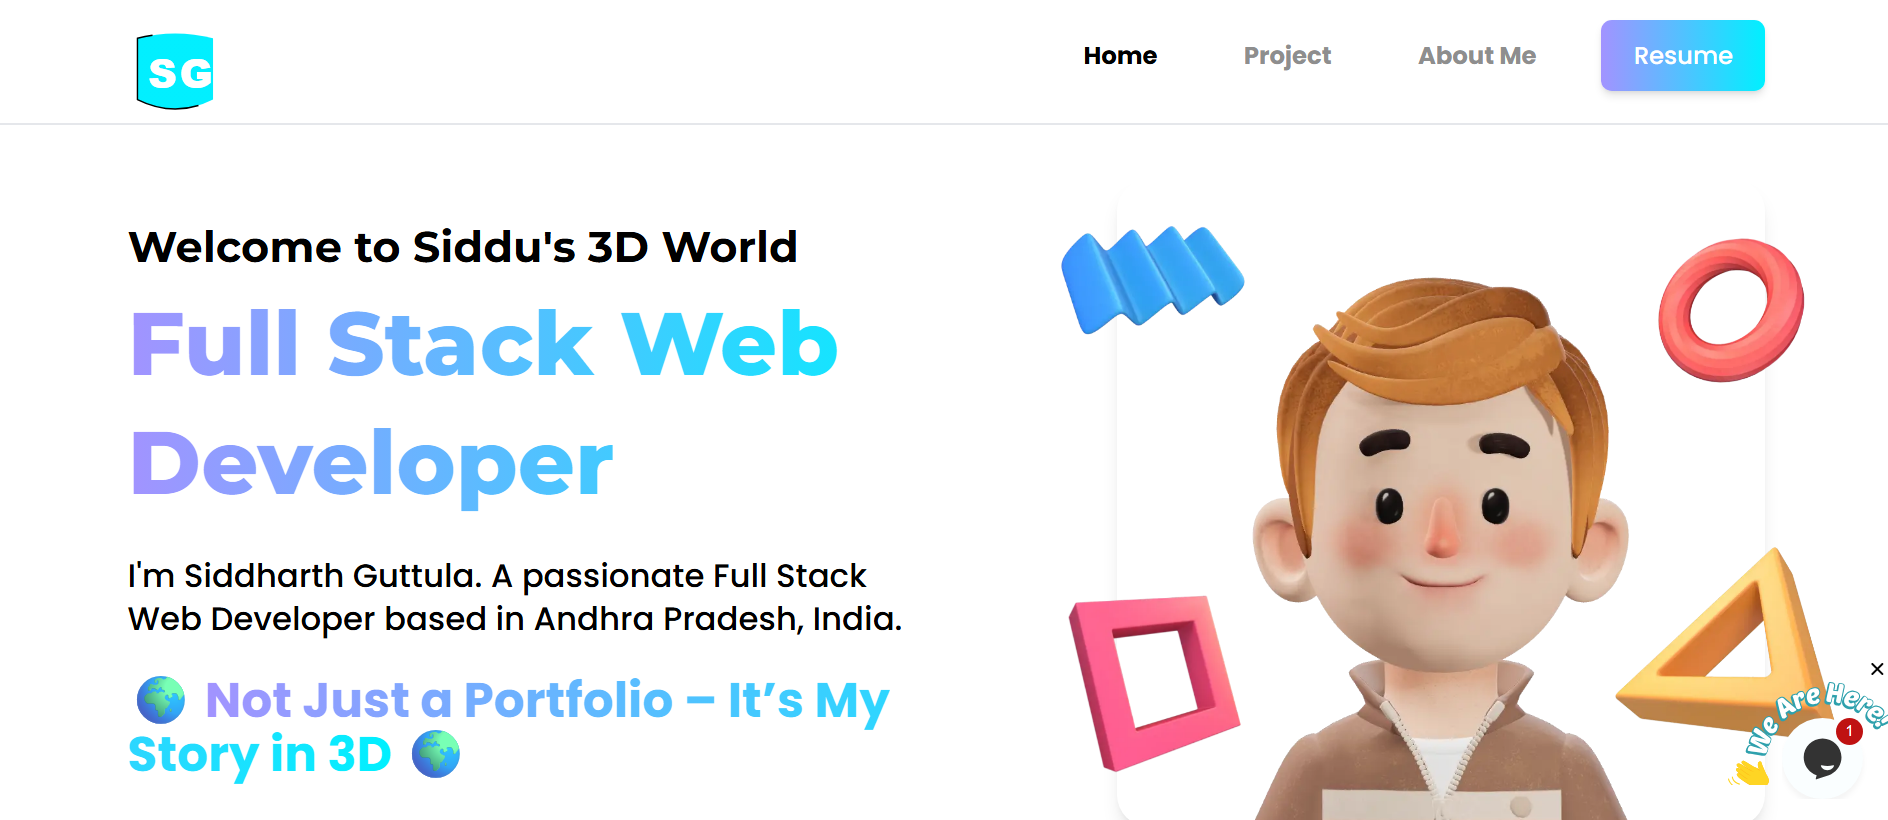 SG
Home
Project
About Me
Resume
Welcome to Siddu's 3D World
Full Stack Web
Developer
I'm Siddharth Guttula. A passionate Full Stack
Web Developer based in Andhra Pradesh, India.
🌍 Not Just a Portfolio – It’s My
Story in 3D 🌍
We Are Here!
1